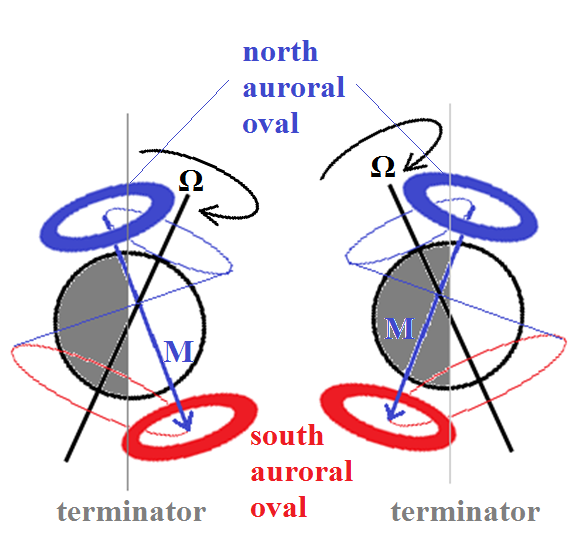 north
auroral
oval
Ω
Ω
M
M
south
auroral
oval
terminator
terminator